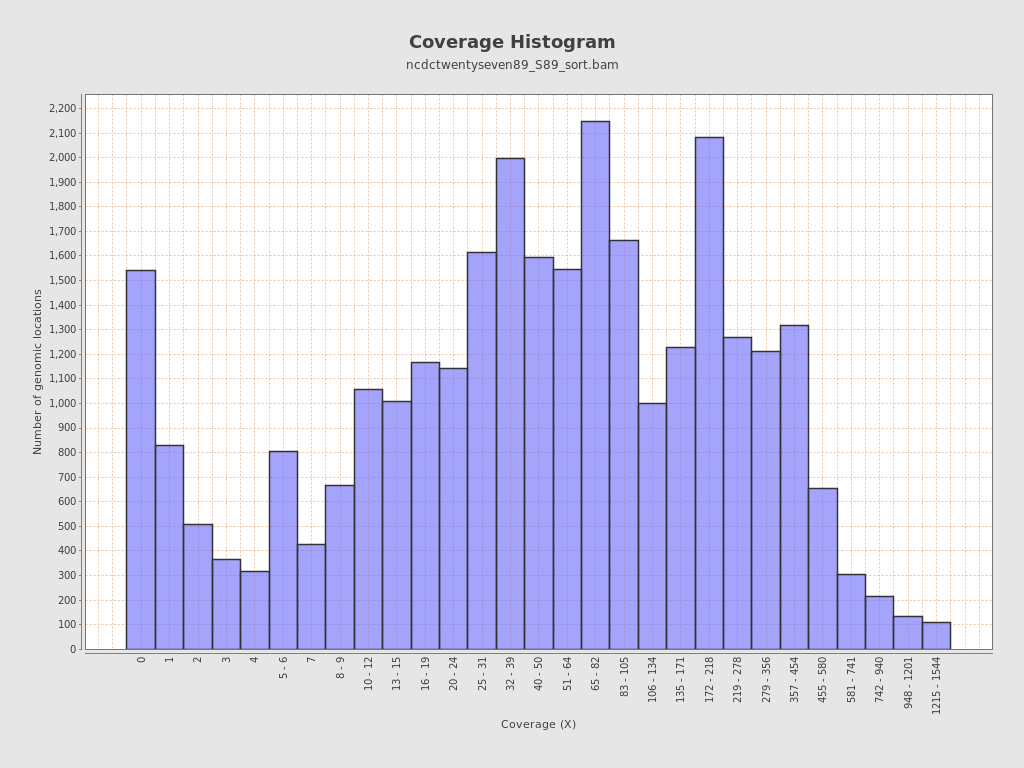 Coverage Histogram
ncdctwentyseven89_S89_sort.bam
2,200
2,100
2,000
1,900
1,800
1,700
1,600
1,500
1,400
1,300
1,200
1,100
1,000
900
800
700
600
500
400
300
200
100
0
Number of genomic locations
0
1
2
3
4
5 - 6
7
8 - 9
10 - 12
13 - 15
16 - 19
20 - 24
25 - 31
32 - 39
40 - 50
51 - 64
65 - 82
83 - 105
106 - 134
135 - 171
172 - 218
219 - 278
279 - 356
357 - 454
455 - 580
581 - 741
742 - 940
948 - 1201
1215 - 1544
Coverage (X)